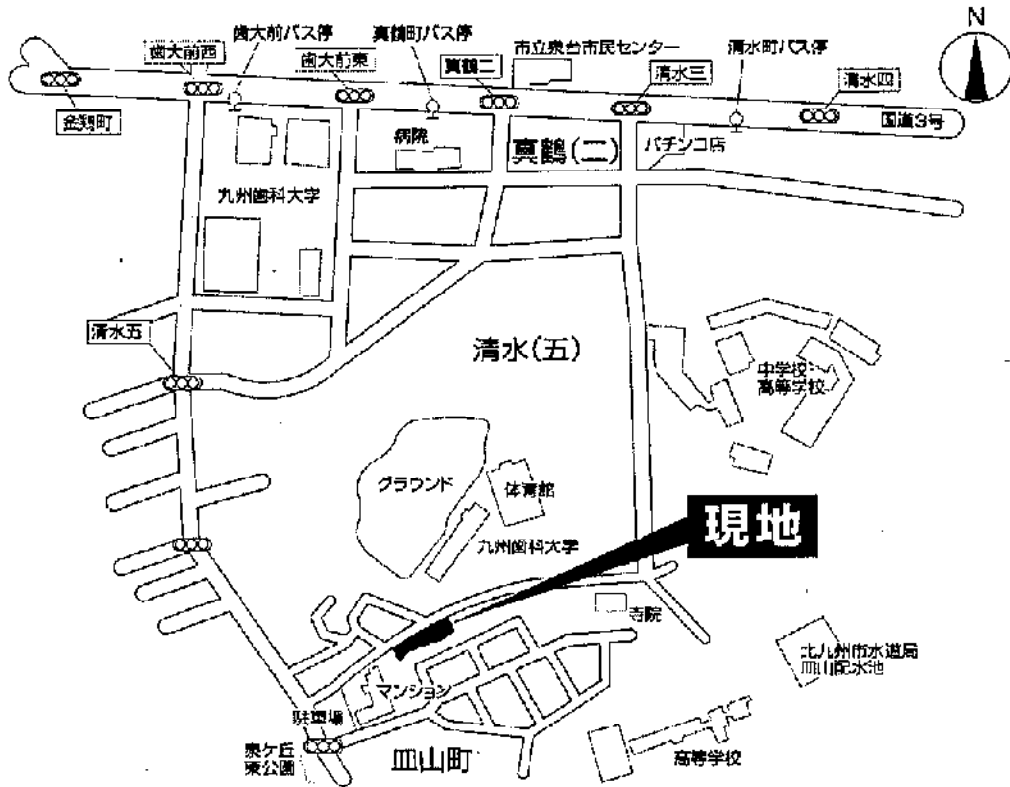 N
歯大前西
歯大前バス停
歯大前東
真鶴町バス停
真鶴二
市立泉台市民センター
清水三
清水町バス停
清水四
金鶏町
国道3号
病院
真鶴(二)
パチンコ店
九州歯科大学
清水五
清水(五)
中学校
高等学校
グラウンド
体育館
九州歯科大学
現地
寺院
北九州市水道局
皿山配水池
マンション
駐車場
泉ケ丘
東公園
皿山町
高等学校